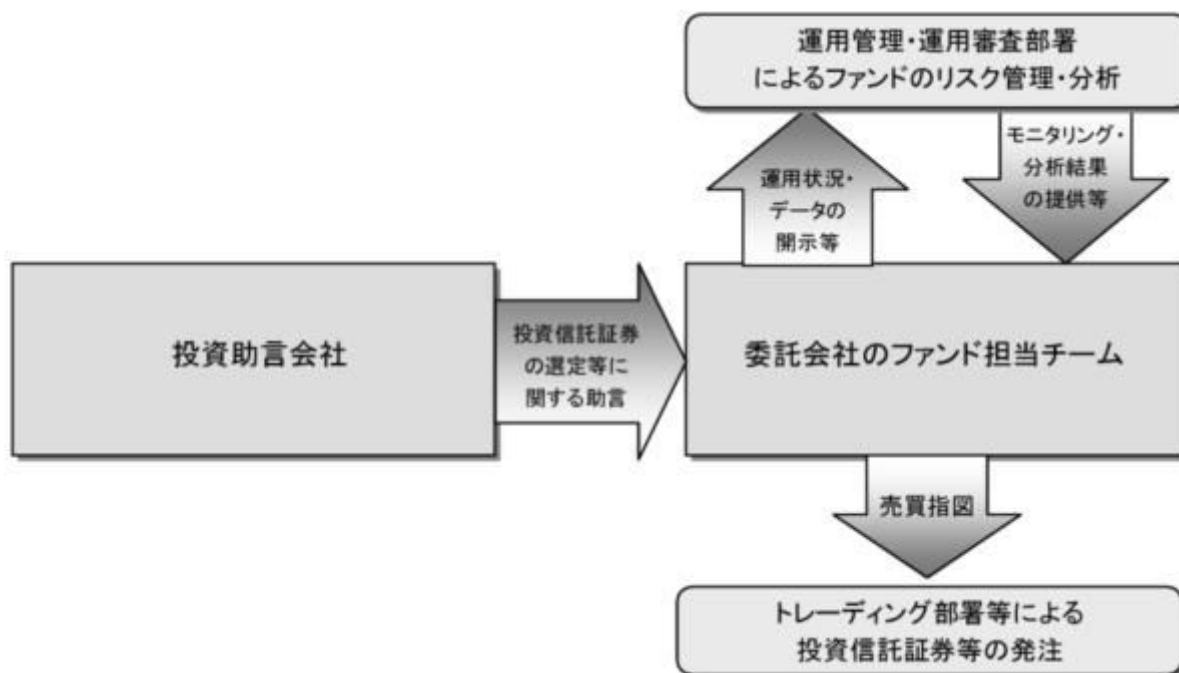 運用管理・運用審査部署
によるファンドのリスク管理・分析
運用状況・
データの
開示等
モニタリング・
分析結果
の提供等
投資助言会社
投資信託証券
の選定等に
関する助言
委託会社のファンド担当チーム
売買指図
トレーディング部署等による
投資信託証券等の発注